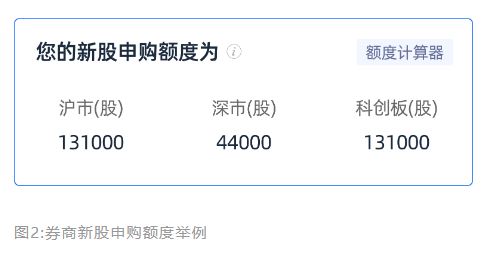 您的新股申购额度为
额度计算器
沪市(股) 深市(股) 科创板(股)
131000 44000 131000
图2:券商新股申购额度举例